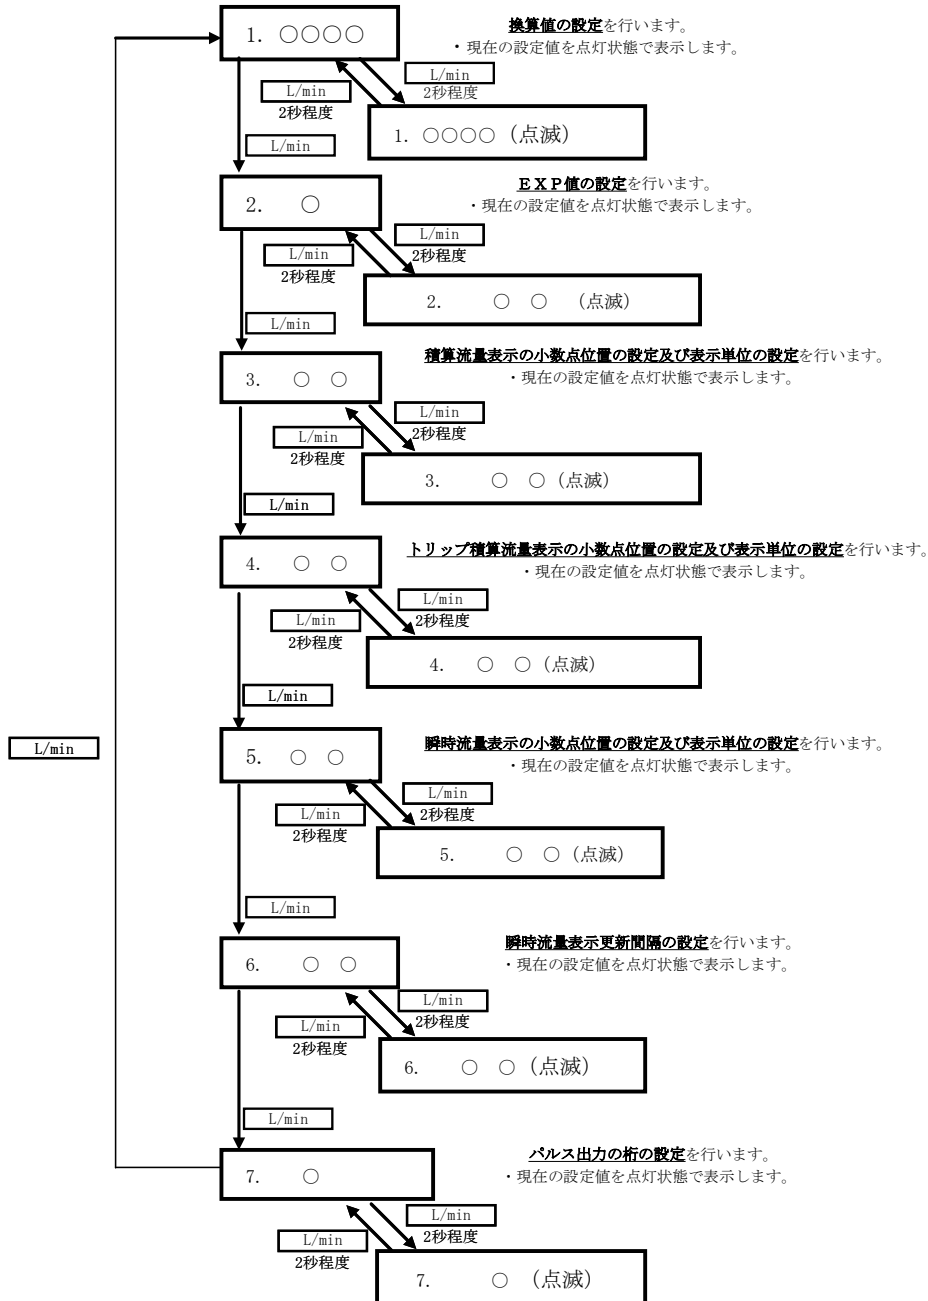 1. ○○○○
換算値の設定を行います。
・現在の設定値を点灯状態で表示します。
L/min
2秒程度
L/min
2秒程度
1. ○○○○（点滅）
L/min
2. ○
ＥＸＰ値の設定を行います。
・現在の設定値を点灯状態で表示します。
L/min
2秒程度
L/min
2秒程度
2. ○ ○ （点滅）
L/min
3. ○ ○
積算流量表示の小数点位置の設定及び表示単位の設定を行います。
・現在の設定値を点灯状態で表示します。
L/min
2秒程度
L/min
2秒程度
3. ○ ○（点滅）
L/min
4. ○ ○
トリップ積算流量表示の小数点位置の設定及び表示単位の設定を行います。
・現在の設定値を点灯状態で表示します。
L/min
2秒程度
L/min
2秒程度
4. ○ ○（点滅）
L/min
L/min
5. ○ ○
瞬時流量表示の小数点位置の設定及び表示単位の設定を行います。
・現在の設定値を点灯状態で表示します。
L/min
2秒程度
L/min
2秒程度
5. ○ ○（点滅）
L/min
6. ○ ○
瞬時流量表示更新間隔の設定を行います。
・現在の設定値を点灯状態で表示します。
L/min
2秒程度
L/min
2秒程度
6. ○ ○（点滅）
L/min
7. ○
パルス出力の桁の設定を行います。
・現在の設定値を点灯状態で表示します。
L/min
2秒程度
L/min
2秒程度
7. ○ （点滅）